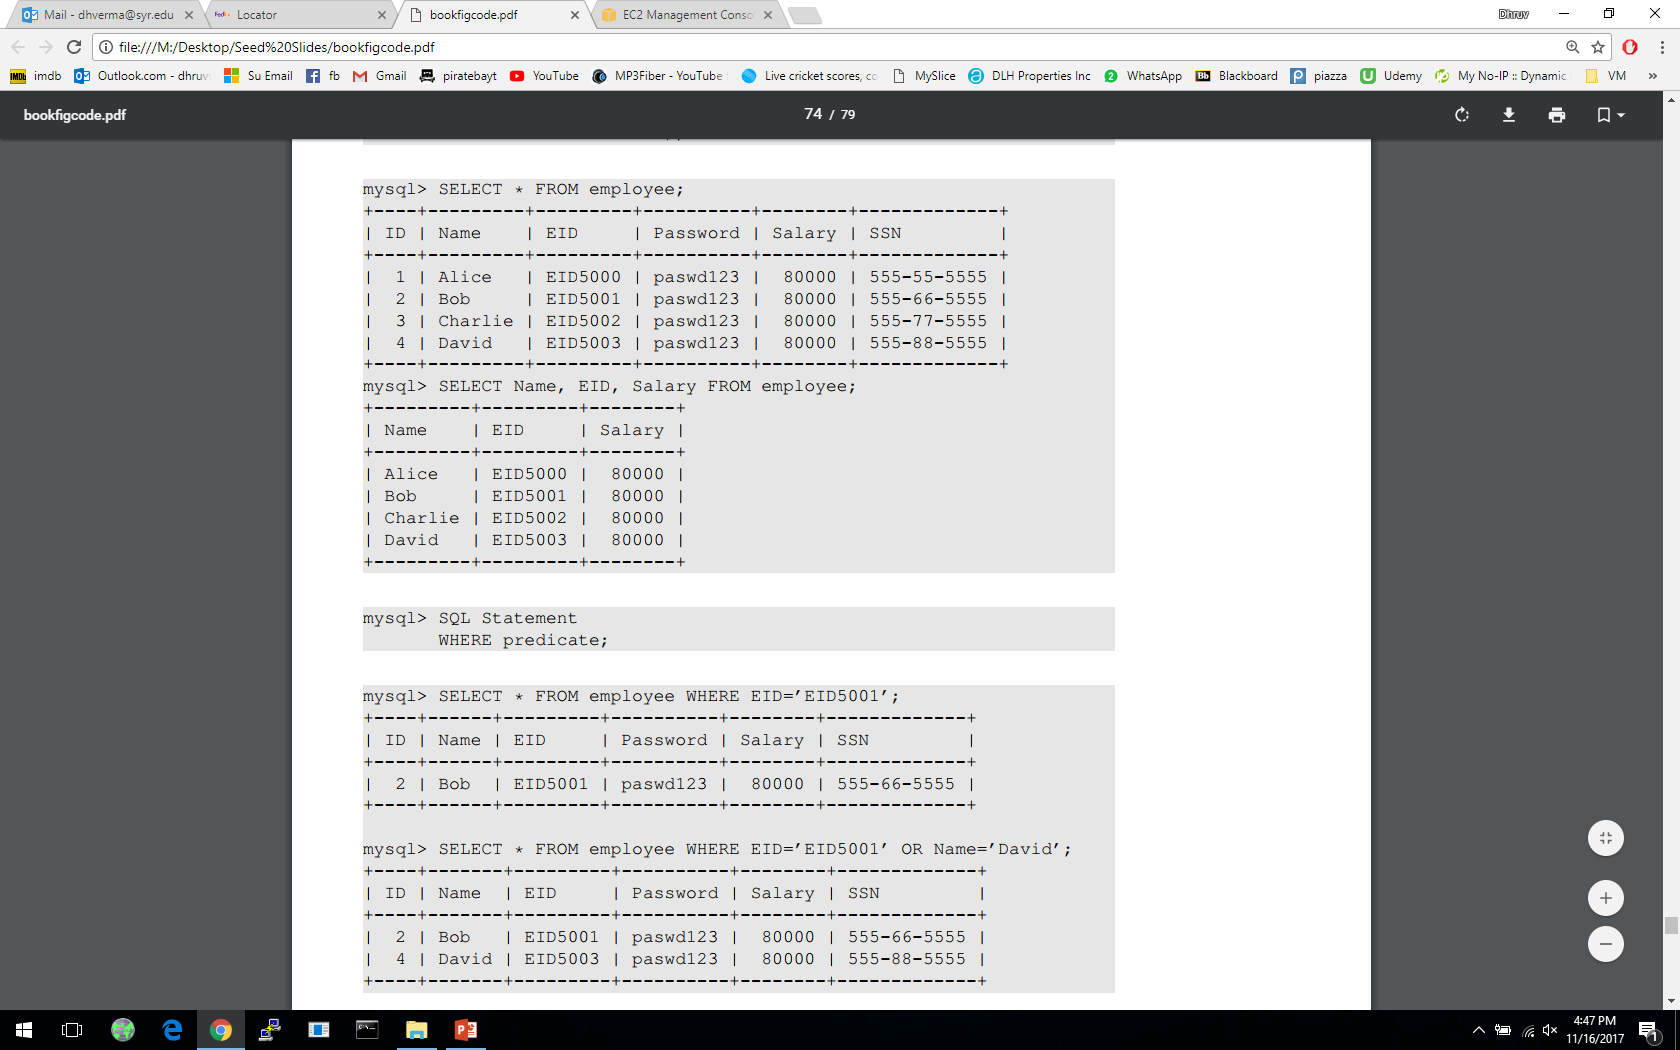 Mail - dhverma@syr.edu
FedEx Locator
bookfigcode.pdf
EC2 Management Conso
Dhruv
file:///M:/Desktop/Seed%20Slides/bookfigcode.pdf
IMDb imdb
Outlook.com - dhruv
Su Email
fb
Gmail
piratebayt
YouTube
MP3Fiber - YouTube
Live cricket scores, co
MySlice
DLH Properties Inc
2 WhatsApp
Bb Blackboard
piazza
Udemy
My No-IP :: Dynamic
VM
»
bookfigcode.pdf
74 / 79
mysql> SELECT * FROM employee;
+----+---------+---------+----------+--------+-------------+
| ID | Name    | EID     | Password | Salary | SSN         |
+----+---------+---------+----------+--------+-------------+
|  1 | Alice   | EID5000 | paswd123 |  80000 | 555-55-5555 |
|  2 | Bob     | EID5001 | paswd123 |  80000 | 555-66-5555 |
|  3 | Charlie | EID5002 | paswd123 |  80000 | 555-77-5555 |
|  4 | David   | EID5003 | paswd123 |  80000 | 555-88-5555 |
+----+---------+---------+----------+--------+-------------+
mysql> SELECT Name, EID, Salary FROM employee;
+---------+---------+--------+
| Name    | EID     | Salary |
+---------+---------+--------+
| Alice   | EID5000 |  80000 |
| Bob     | EID5001 |  80000 |
| Charlie | EID5002 |  80000 |
| David   | EID5003 |  80000 |
+---------+---------+--------+
mysql> SQL Statement
       WHERE predicate;
mysql> SELECT * FROM employee WHERE EID=’EID5001’;
+----+------+---------+----------+--------+-------------+
| ID | Name | EID     | Password | Salary | SSN         |
+----+------+---------+----------+--------+-------------+
|  2 | Bob  | EID5001 | paswd123 |  80000 | 555-66-5555 |
+----+------+---------+----------+--------+-------------+
mysql> SELECT * FROM employee WHERE EID=’EID5001’ OR Name=’David’;
+----+-------+---------+----------+--------+-------------+
| ID | Name  | EID     | Password | Salary | SSN         |
+----+-------+---------+----------+--------+-------------+
|  2 | Bob   | EID5001 | paswd123 |  80000 | 555-66-5555 |
|  4 | David | EID5003 | paswd123 |  80000 | 555-88-5555 |
+----+-------+---------+----------+--------+-------------+
4:47 PM
11/16/2017
1